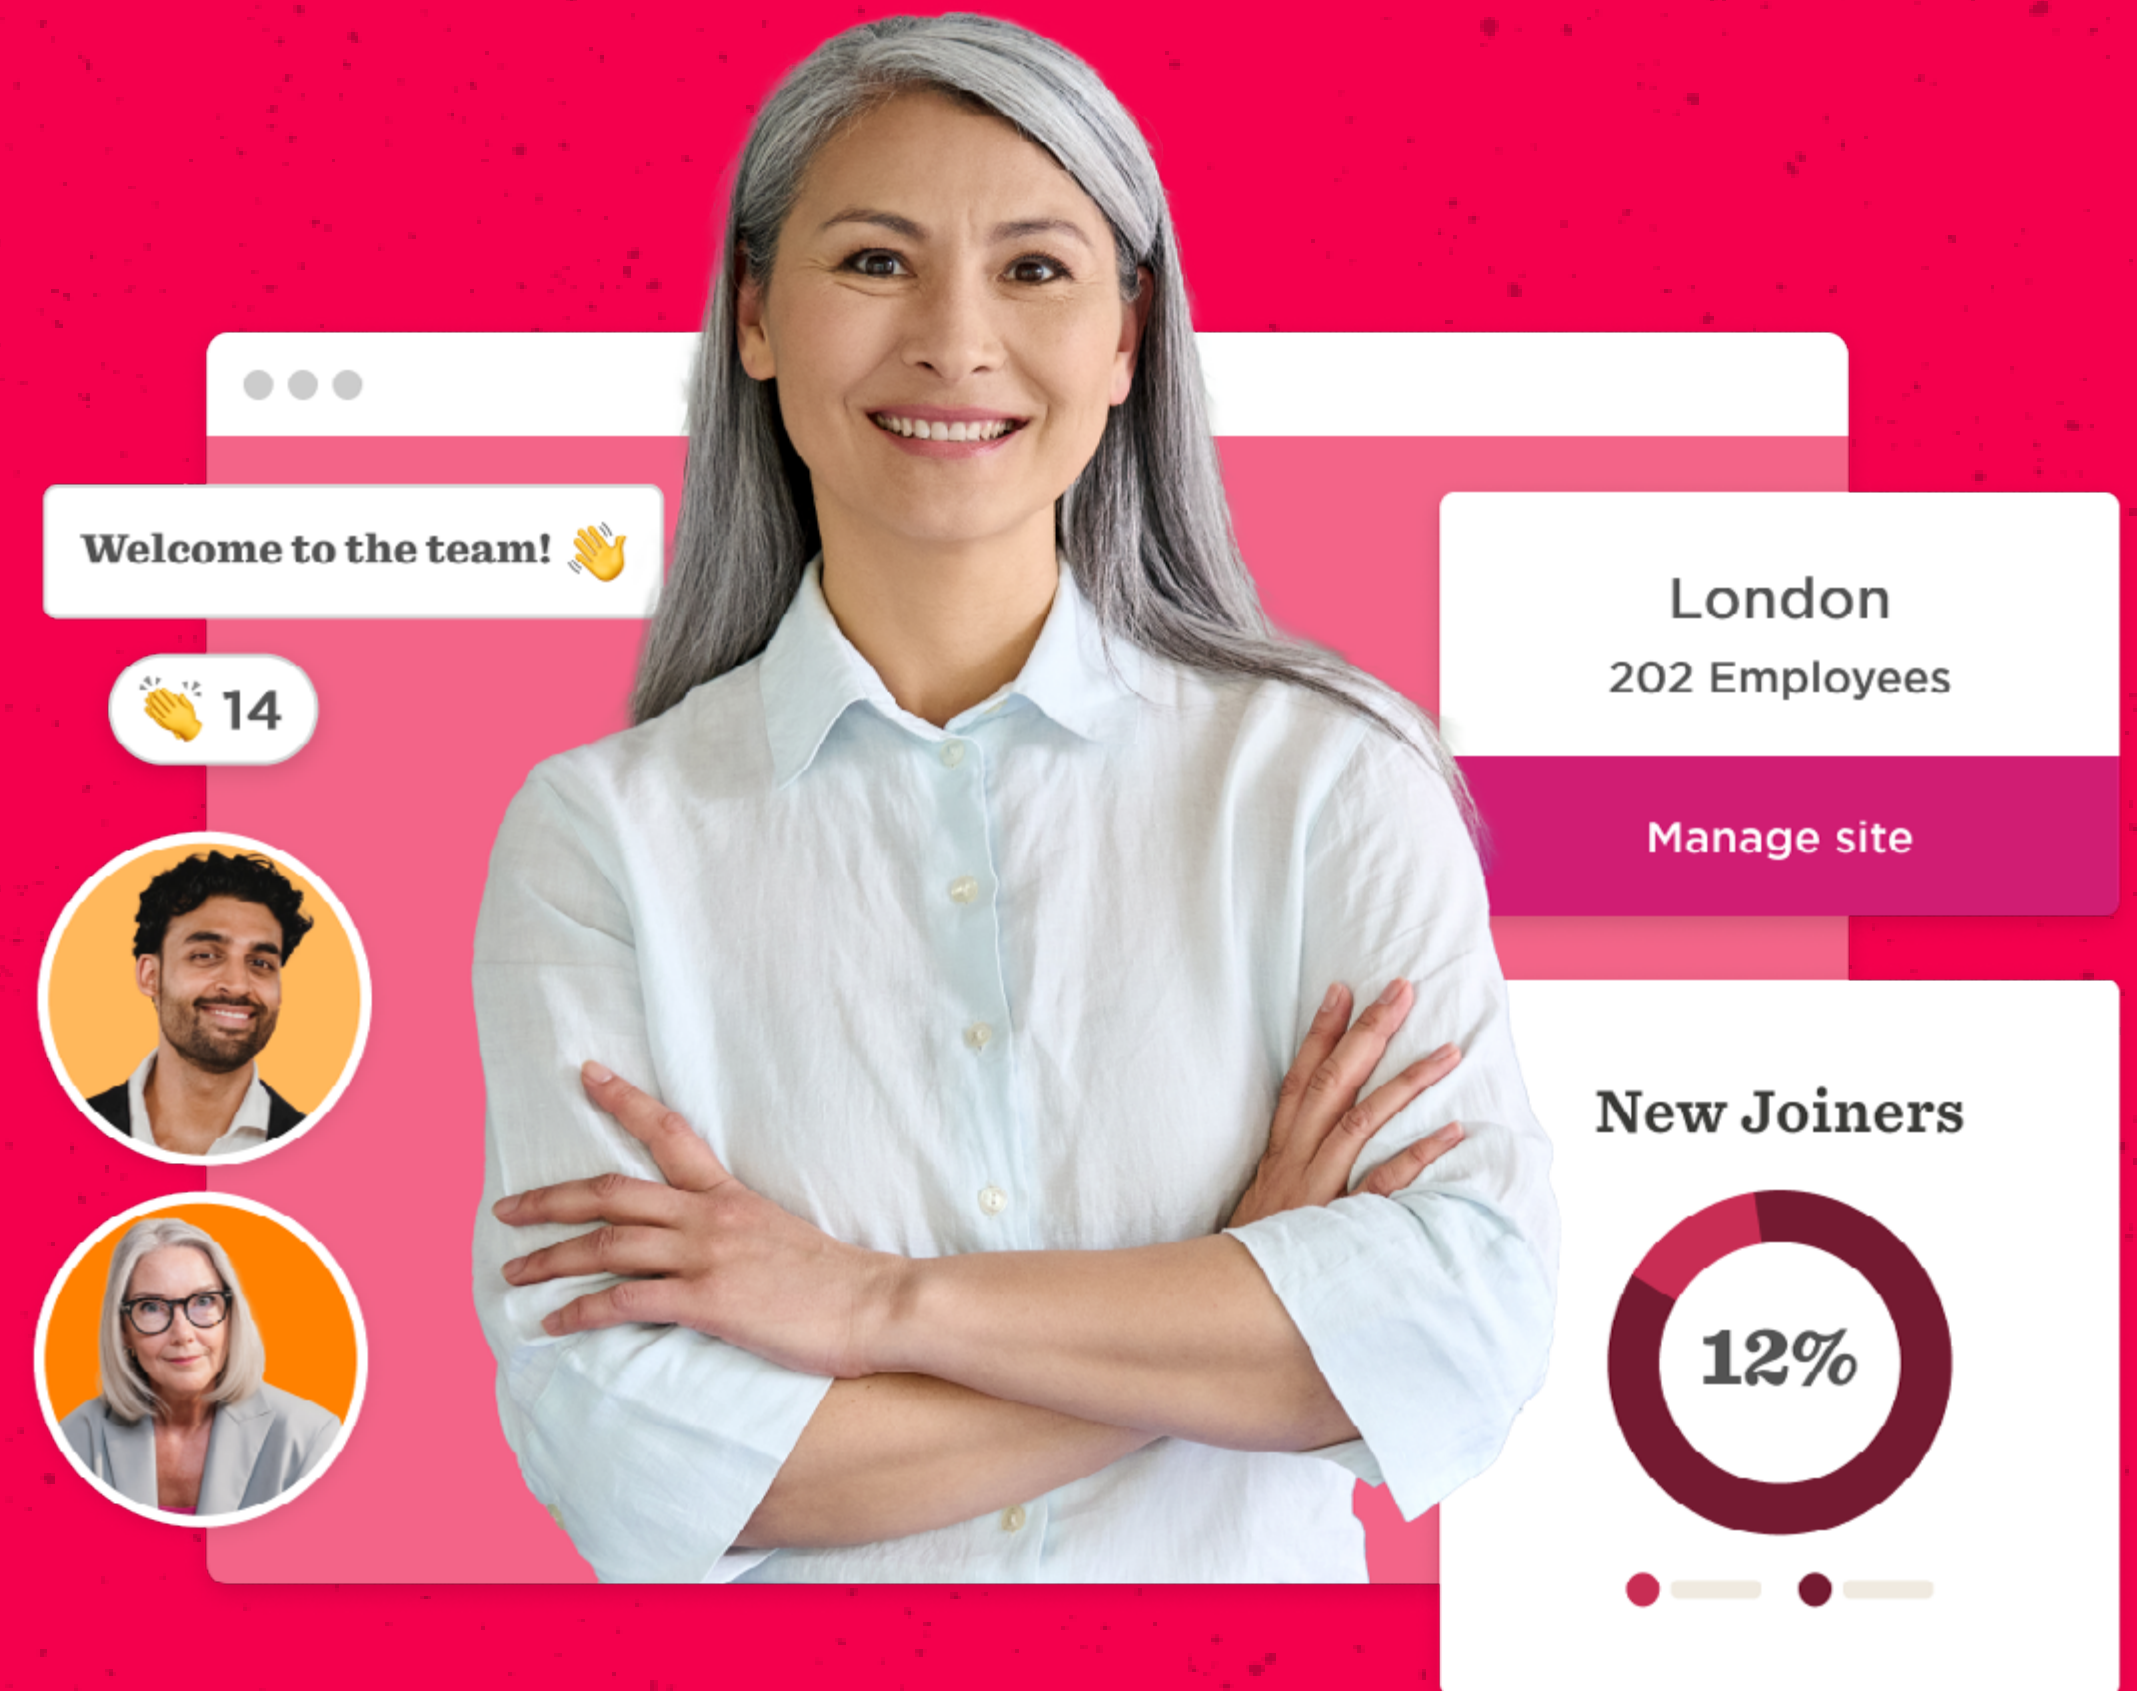 Welcome to the team! 👋
👏 14
London
202 Employees
Manage site
New Joiners
12%